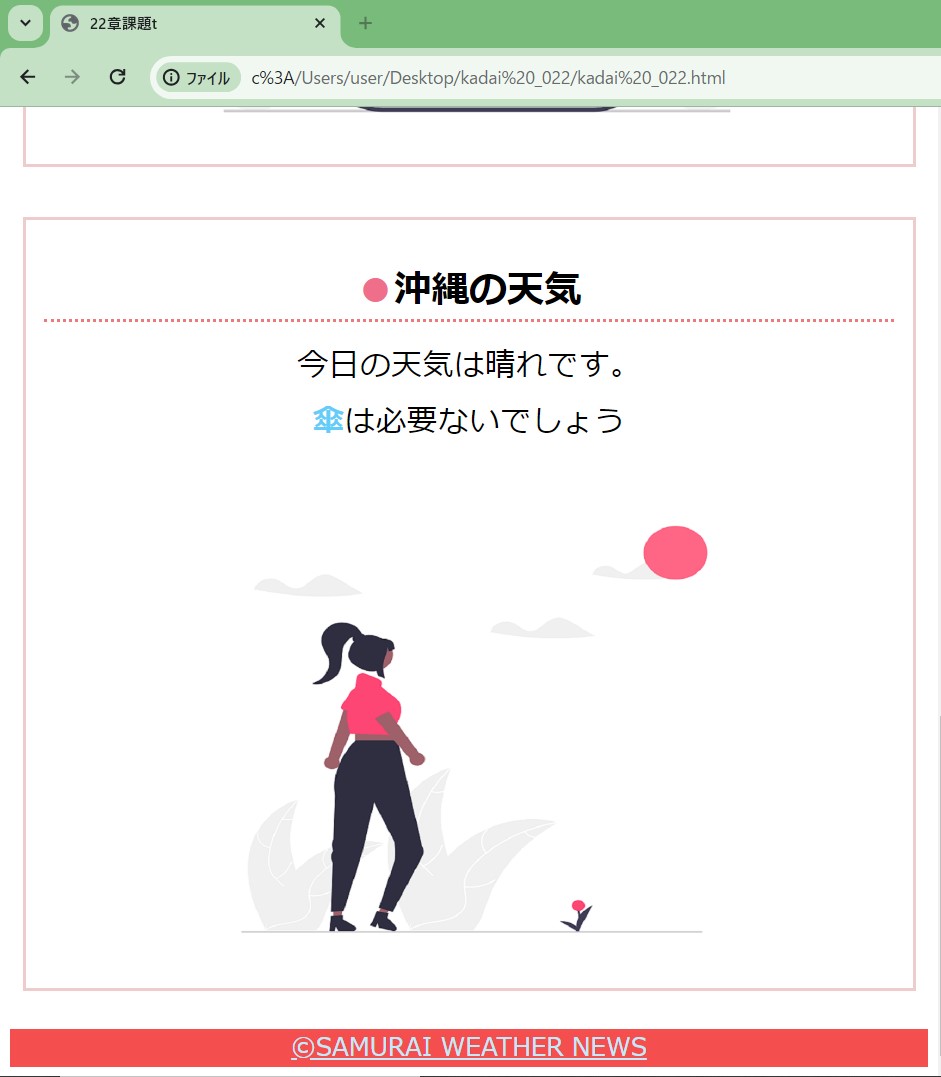 22章課題t
ファイル c%3A/Users/user/Desktop/kadai%20_022/kadai%20_022.html
沖縄の天気
今日の天気は晴れです。
傘は必要ないでしょう
©SAMURAI WEATHER NEWS